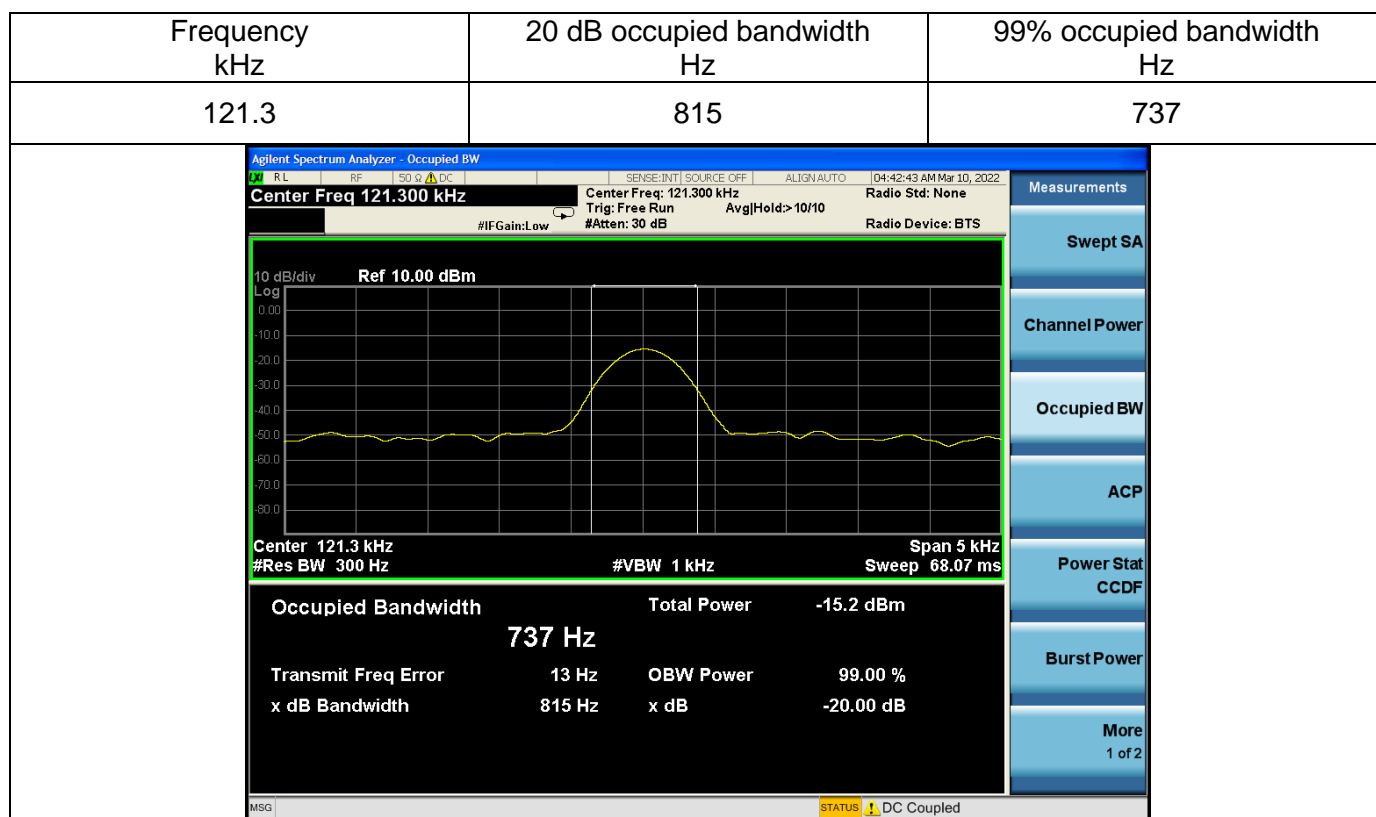 Frequency
kHz
20 dB occupied bandwidth
Hz
99% occupied bandwidth
Hz
121.3
815
737
Agilent Spectrum Analyzer - Occupied BW
LXI RL RF 50 Ω DC SENSE:INT SOURCE OFF ALIGN AUTO 04:42:43 AM Mar 10, 2022
Center Freq 121.300 kHz
Center Freq: 121.300 kHz Radio Std: None
Trig: Free Run Avg|Hold:>10/10
#IFGain:Low #Atten: 30 dB Radio Device: BTS
10 dB/div Ref 10.00 dBm
Log
0.00
-10.0
-20.0
-30.0
-40.0
-50.0
-60.0
-70.0
-80.0
Center 121.3 kHz Span 5 kHz
#Res BW 300 Hz #VBW 1 kHz Sweep 68.07 ms
Occupied Bandwidth Total Power -15.2 dBm
737 Hz
Transmit Freq Error 13 Hz OBW Power 99.00 %
x dB Bandwidth 815 Hz x dB -20.00 dB
Measurements
Swept SA
Channel Power
Occupied BW
ACP
Power Stat
CCDF
Burst Power
More
1 of 2
MSG STATUS DC Coupled